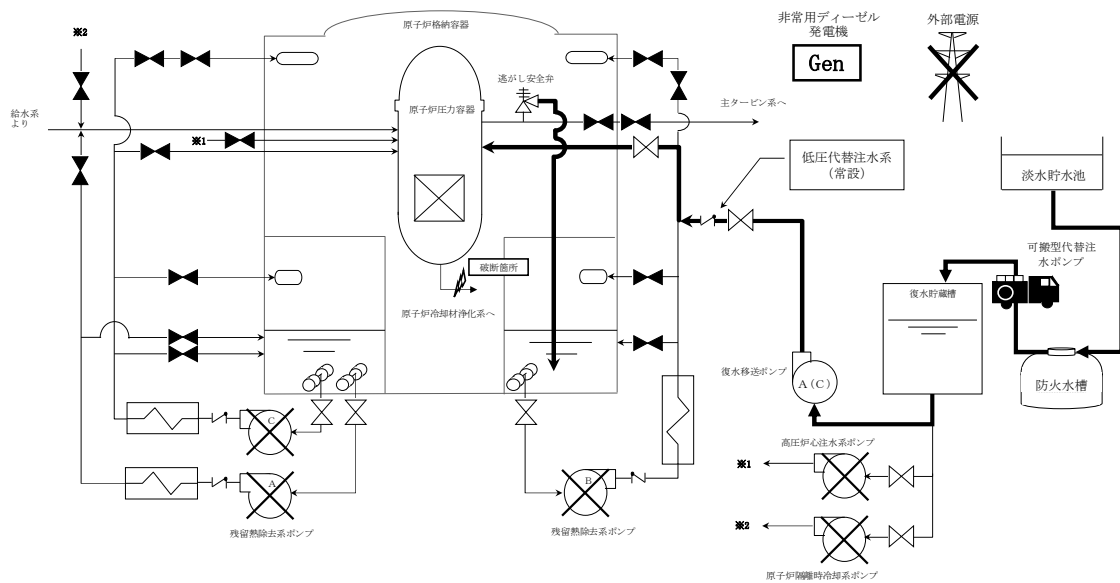 ※2
給水系
より
※1
原子炉格納容器
原子炉圧力容器
逃がし安全弁
主タービン系へ
破断箇所
原子炉冷却材浄化系へ
C
A
残留熱除去系ポンプ
B
残留熱除去系ポンプ
非常用ディーゼル
発電機
Gen
外部電源
低圧代替注水系
(常設)
淡水貯水池
可搬型代替注
水ポンプ
復水貯蔵槽
防火水槽
復水移送ポンプ
A(C)
高圧炉心注水系ポンプ
※1
※2
原子炉隔離時冷却系ポンプ